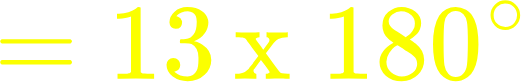 = 13 x 180°